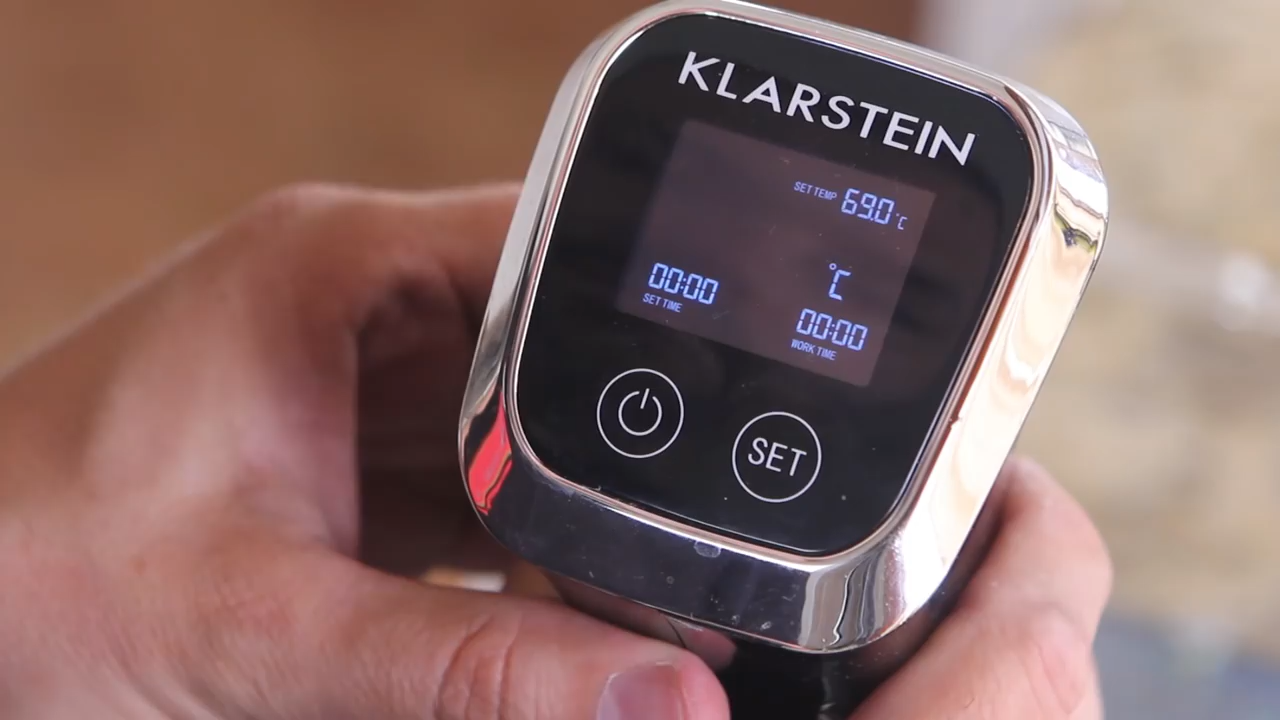 KLARSTEIN
SET TEMP 69.0°C
°C
00:00
SET TIME
00:00
WORK TIME
SET